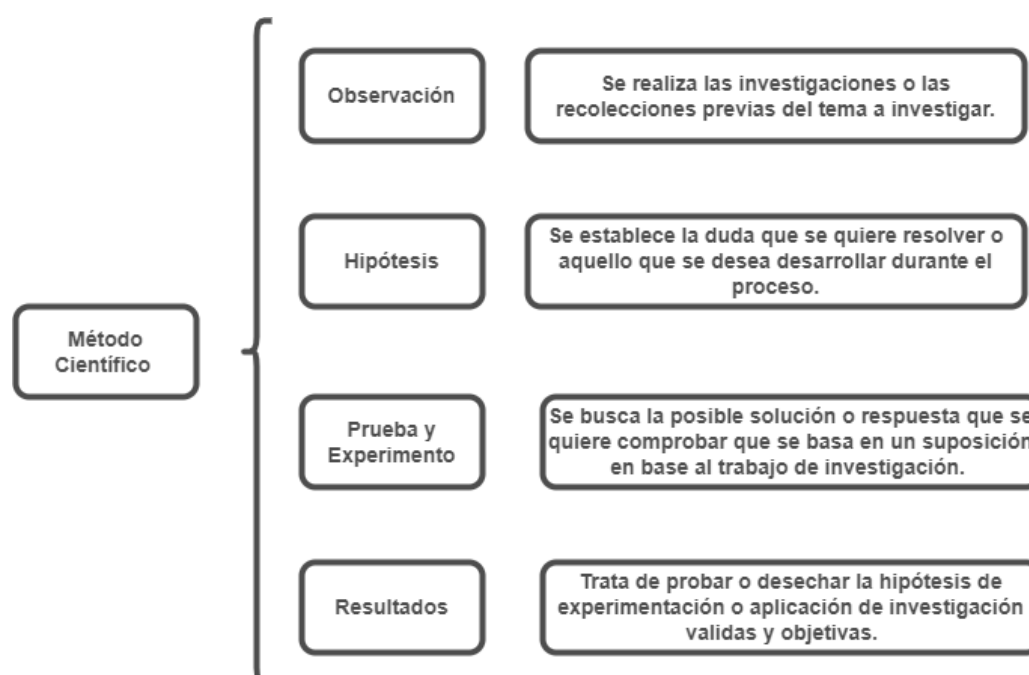 Método
Científico
Observación
Se realiza las investigaciones o las
recolecciones previas del tema a investigar.
Hipótesis
Se establece la duda que se quiere resolver o
aquello que se desea desarrollar durante el
proceso.
Prueba y
Experimento
Se busca la posible solución o respuesta que se
quiere comprobar que se basa en un suposición
en base al trabajo de investigación.
Resultados
Trata de probar o desechar la hipótesis de
experimentación o aplicación de investigación
validas y objetivas.